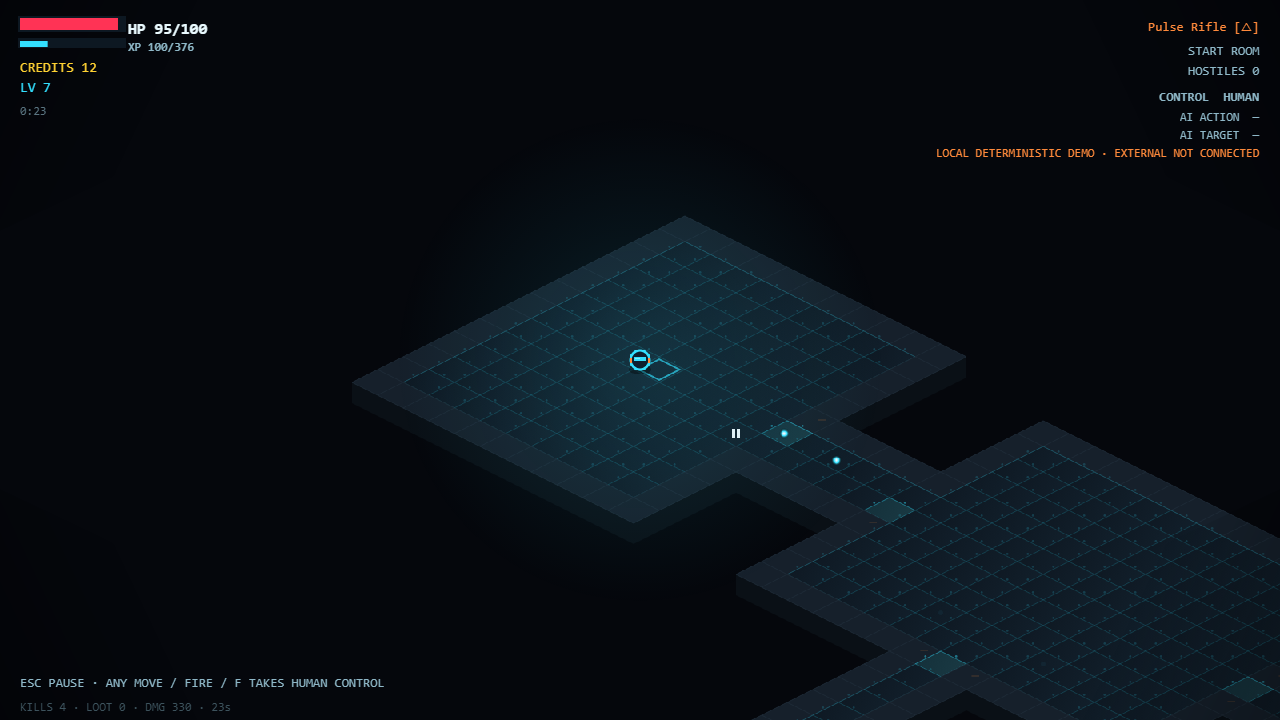 HP 95/100
XP 100/376
CREDITS 12
LV 7
0:23
Pulse Rifle [△]
START ROOM
HOSTILES 0
CONTROL HUMAN
AI ACTION —
AI TARGET —
LOCAL DETERMINISTIC DEMO · EXTERNAL NOT CONNECTED
ESC PAUSE · ANY MOVE / FIRE / F TAKES HUMAN CONTROL
KILLS 4 · LOOT 0 · DMG 330 · 23s